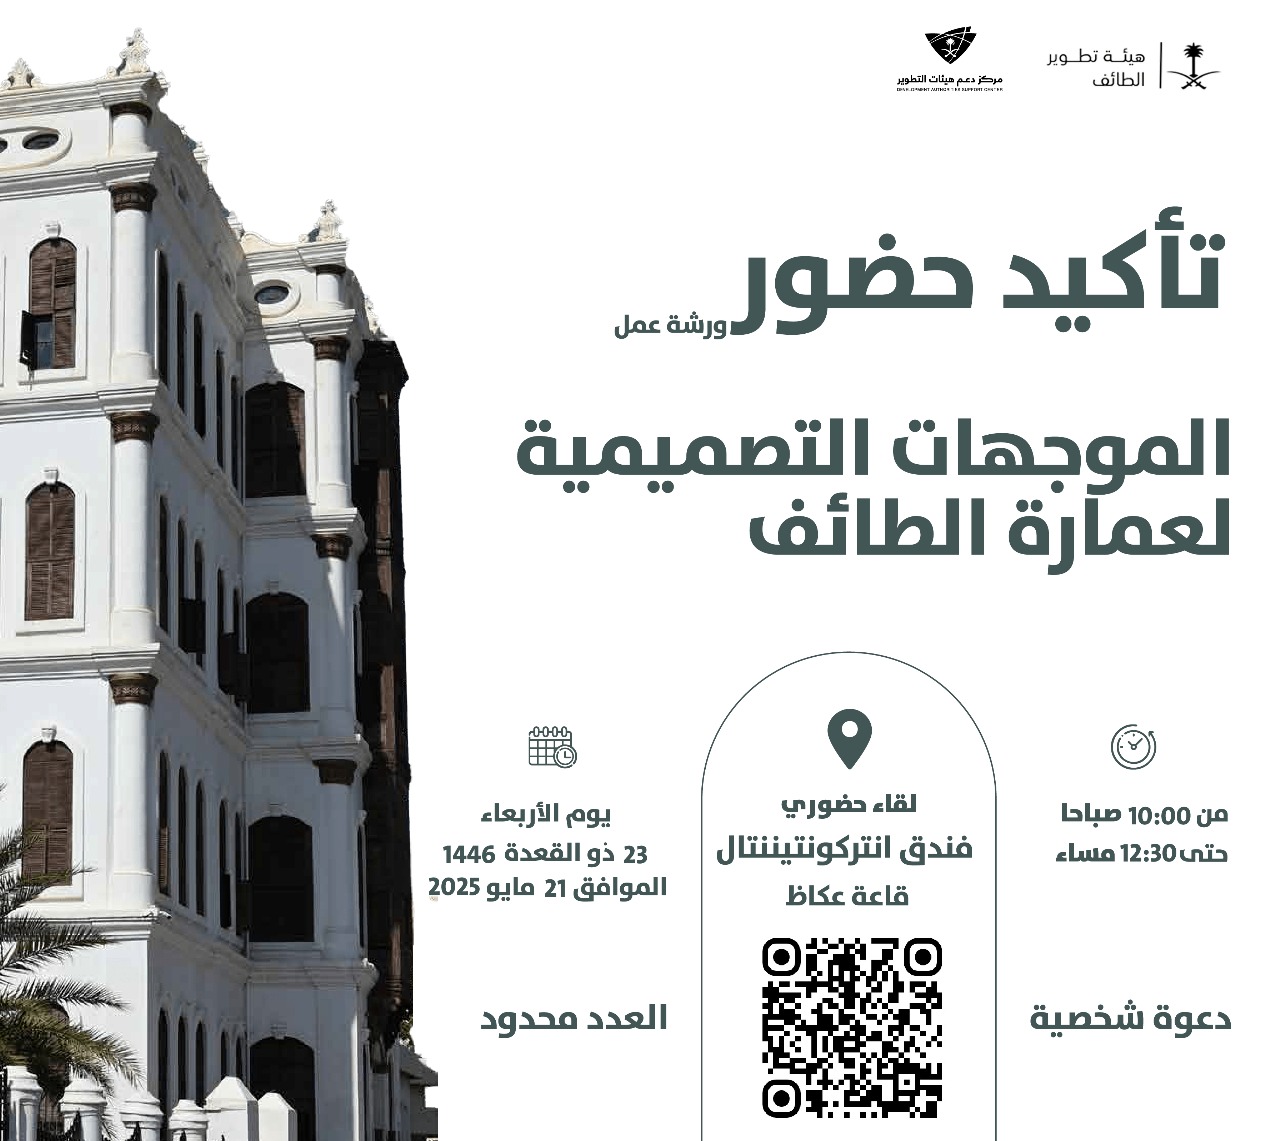 هيئة تطوير
الطائف
مركز دعم هيئات التطوير
DEVELOPMENT AUTHORITIES SUPPORT CENTER
تأكيد حضور ورشة عمل
الموجهات التصميمية
لعمارة الطائف
من 10:00 صباحا
حتى 12:30 مساء
لقاء حضوري
فندق انتركونتيننتال
قاعة عكاظ
يوم الأربعاء
23 ذو القعدة 1446
الموافق 21 مايو 2025
دعوة شخصية
العدد محدود